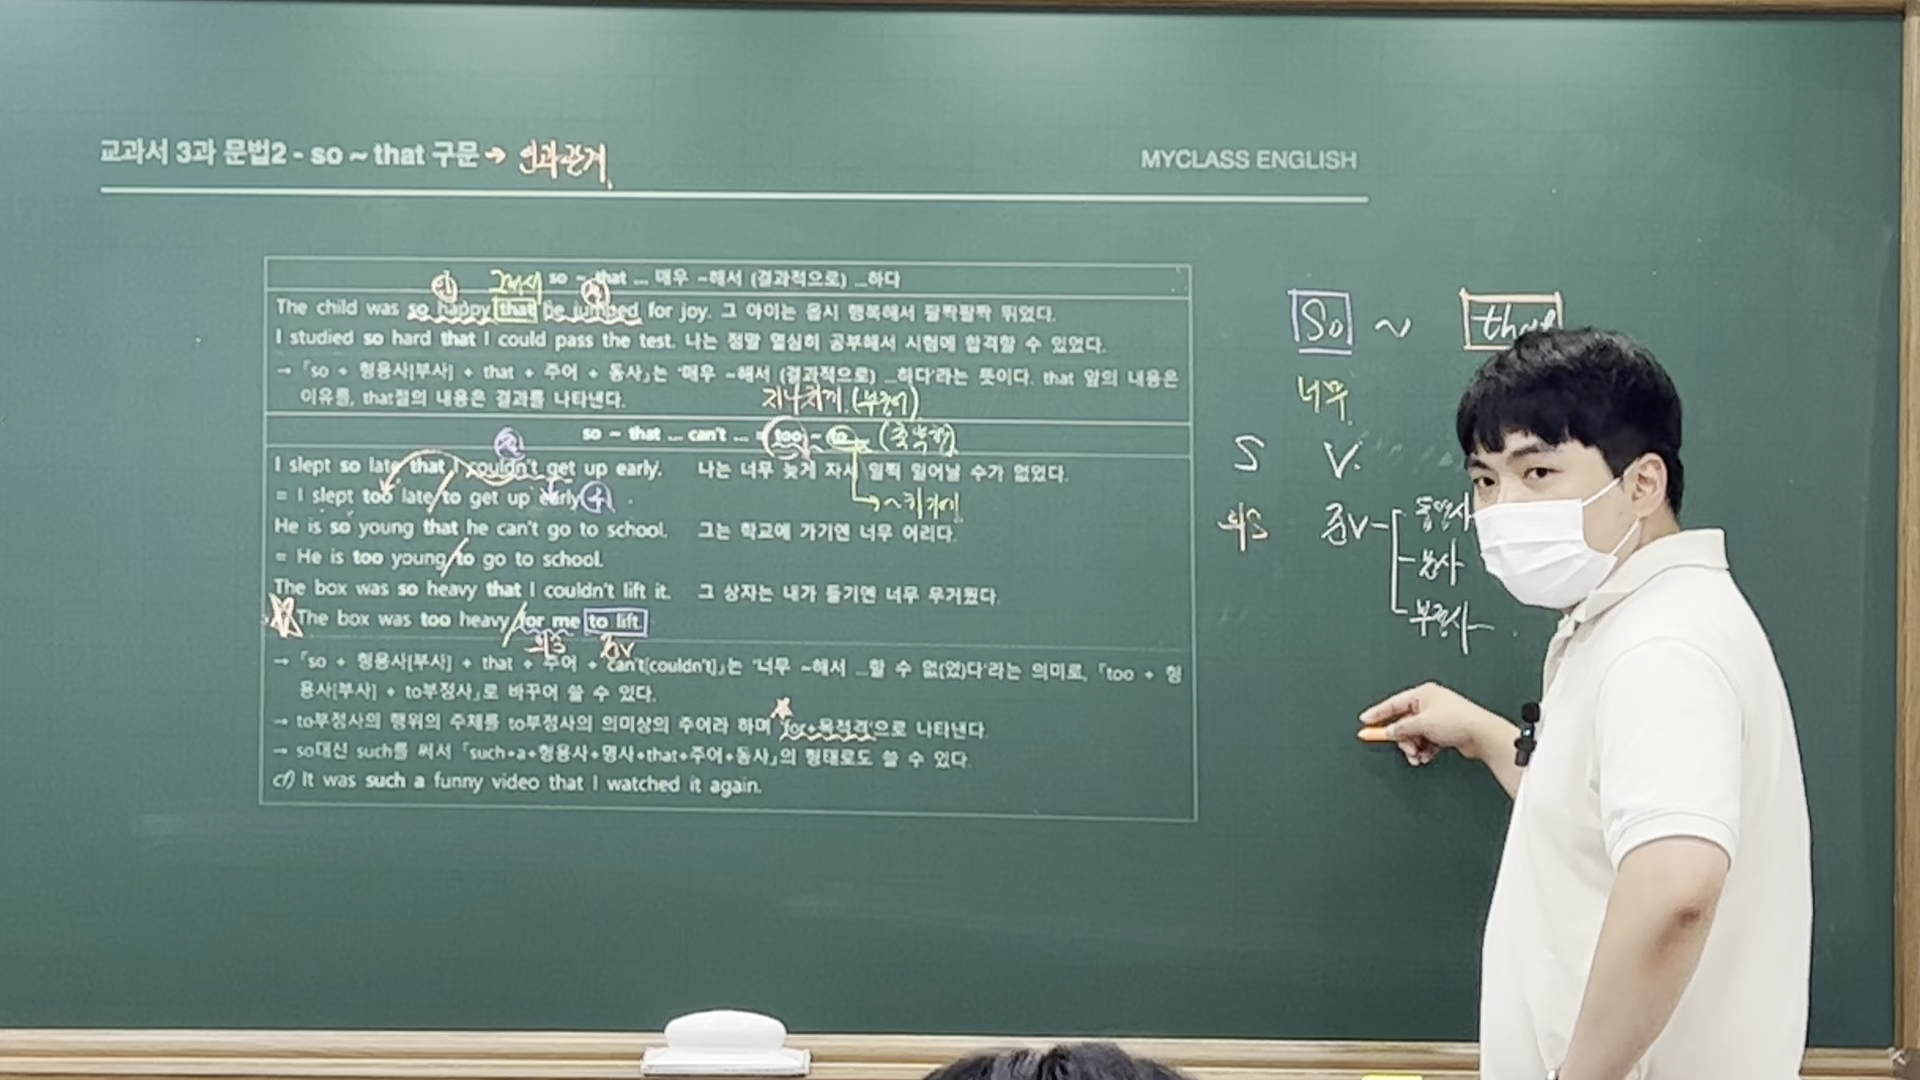 교과서 3과 문법2 - so ~ that 구문 → 인과관계
MYCLASS ENGLISH
so ~ that ... 매우 ~해서 (결과적으로) ...하다
그래서
The child was so happy that he jumped for joy. 그 아이는 몹시 행복해서 팔짝팔짝 뛰었다.
I studied so hard that I could pass the test. 나는 정말 열심히 공부해서 시험에 합격할 수 있었다.
→ 「so + 형용사[부사] + that + 주어 + 동사」는 '매우 ~해서 (결과적으로) ...하다'라는 뜻이다. that 앞의 내용은
이유를, that절의 내용은 결과를 나타낸다.
지나치게 (부정어)
so ~ that ... can't ... = too ~ to ...
I slept so late that I couldn't get up early. 나는 너무 늦게 자서 일찍 일어날 수가 없었다.
= I slept too late/to get up early.
~하기에
He is so young that he can't go to school. 그는 학교에 가기엔 너무 어리다.
= He is too young/to go to school.
The box was so heavy that I couldn't lift it. 그 상자는 내가 들기엔 너무 무거웠다.
The box was too heavy/for me to lift.
의S 준V
→ 「so + 형용사[부사] + that + 주어 + can't[couldn't]」는 '너무 ~해서 ...할 수 없(었)다'라는 의미로, 「too + 형
용사[부사] + to부정사」로 바꾸어 쓸 수 있다.
→ to부정사의 행위의 주체를 to부정사의 의미상의 주어라 하며 'for+목적격'으로 나타낸다.
→ so대신 such를 써서 「such+a+형용사+명사+that+주어+동사」의 형태로도 쓸 수 있다.
cf) It was such a funny video that I watched it again.
So ~ that
너무
S V.
의S 준V
동명사
분사
부정사